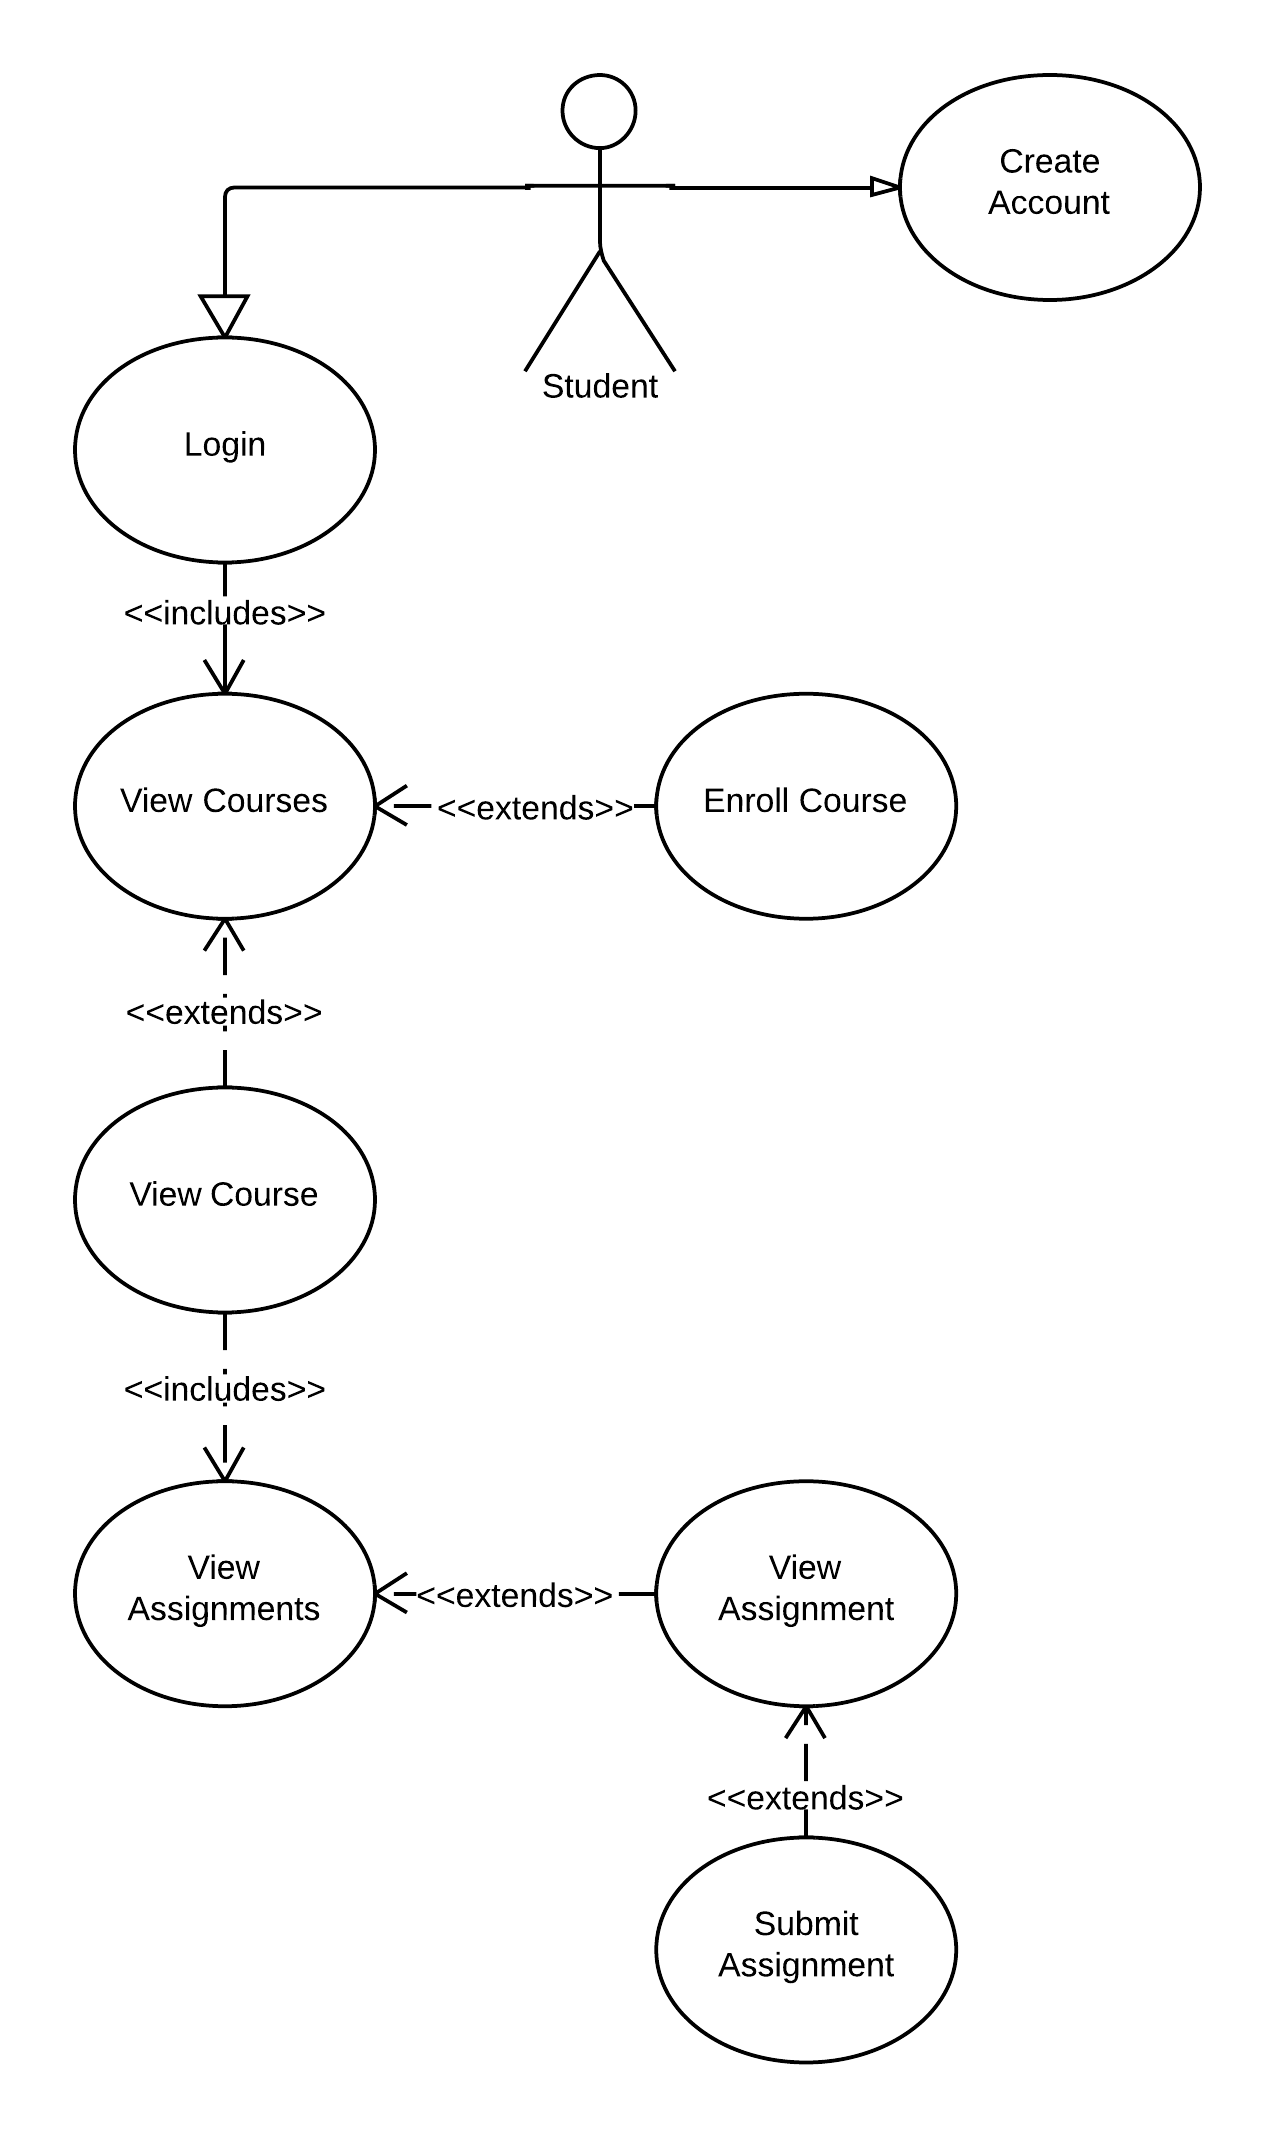 Create
Account
Student
Login
<<includes>>
View Courses
<<extends>>
Enroll Course
<<extends>>
View Course
<<includes>>
View
Assignments
<<extends>>
View
Assignment
<<extends>>
Submit
Assignment